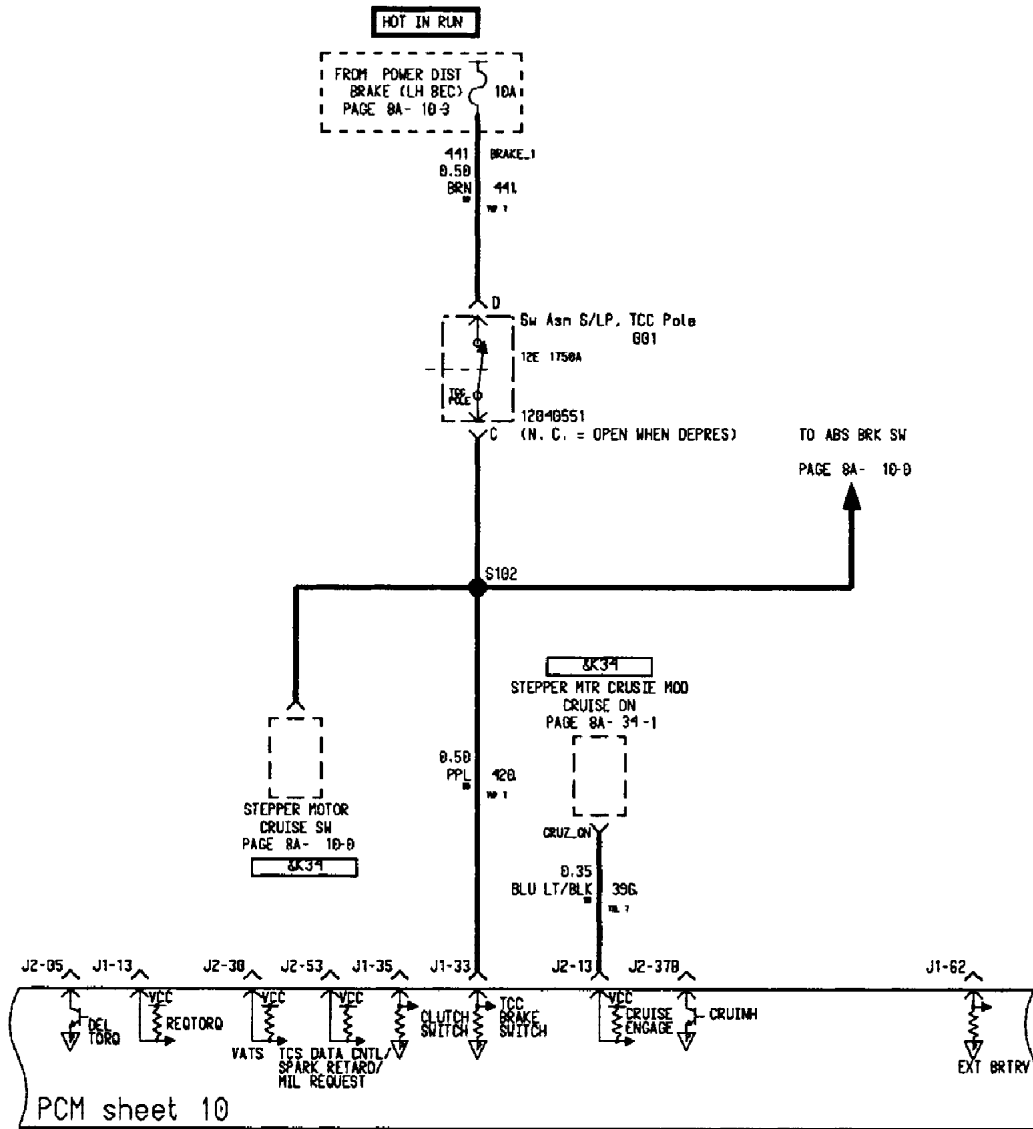 HOT IN RUN
FROM POWER DIST
BRAKE (LH BEC)
PAGE 8A- 10-3
10A
441 BRAKE_1
0.50
BRN 441
D
Sw Asm S/LP, TCC Pole
001
12E 1750A
TCC
POLE
12040551
C (N. C. = OPEN WHEN DEPRES)
TO ABS BRK SW
PAGE 8A- 10-0
S102
&K34
STEPPER MTR CRUSIE MOD
CRUISE ON
PAGE 8A- 34-1
0.50
PPL 420
STEPPER MOTOR
CRUISE SW
PAGE 8A- 10-0
&K34
CRUZ_ON
0.35
BLU LT/BLK 396
J2-05 J1-13 J2-30 J2-53 J1-35 J1-33 J2-13 J2-37B J1-62
VCC VCC VCC VCC
DEL
TORQ
REQTORQ
VATS
TCS DATA CNTL/
SPARK RETARD/
MIL REQUEST
CLUTCH
SWITCH
TCC
BRAKE
SWITCH
CRUISE
ENGAGE
CRUINH
EXT BRTRV
PCM sheet 10